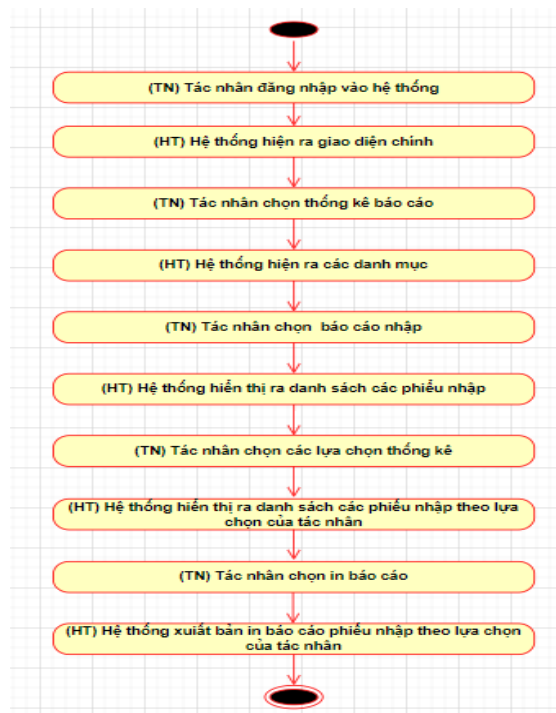 (TN) Tác nhân đăng nhập vào hệ thống
(HT) Hệ thống hiện ra giao diện chính
(TN) Tác nhân chọn thống kê báo cáo
(HT) Hệ thống hiện ra các danh mục
(TN) Tác nhân chọn báo cáo nhập
(HT) Hệ thống hiển thị ra danh sách các phiếu nhập
(TN) Tác nhân chọn các lựa chọn thống kê
(HT) Hệ thống hiển thị ra danh sách các phiếu nhập theo lựa
chọn của tác nhân
(TN) Tác nhân chọn in báo cáo
(HT) Hệ thống xuiất bản in báo cáo phiếu nhập theo lựa chọn
của tác nhân